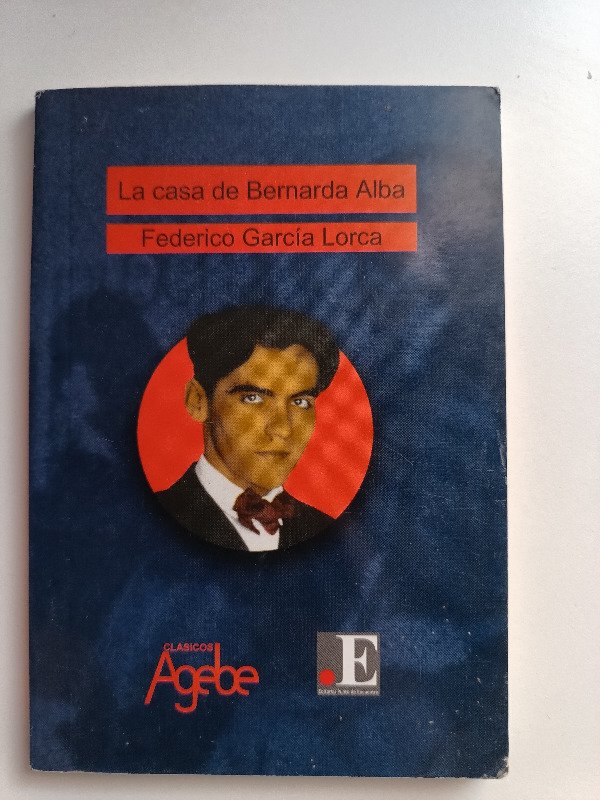 La casa de Bernarda Alba
Federico García Lorca
CLASICOS
Agebe
.E